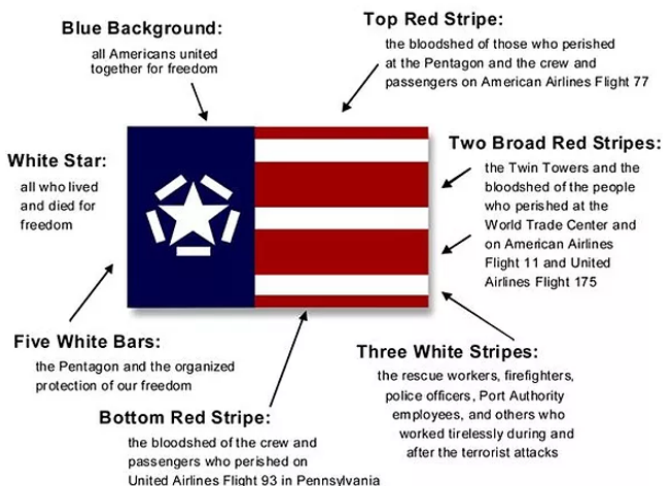 Blue Background:
all Americans united
together for freedom
Top Red Stripe:
the bloodshed of those who perished
at the Pentagon and the crew and
passengers on American Airlines Flight 77
White Star:
all who lived
and died for
freedom
Two Broad Red Stripes:
the Twin Towers and the
bloodshed of the people
who perished at the
World Trade Center and
on American Airlines
Flight 11 and United
Airlines Flight 175
Five White Bars:
the Pentagon and the organized
protection of our freedom
Three White Stripes:
the rescue workers, firefighters,
police officers, Port Authority
employees, and others who
worked tirelessly during and
after the terrorist attacks
Bottom Red Stripe:
the bloodshed of the crew and
passengers who perished on
United Airlines Flight 93 in Pennsylvania